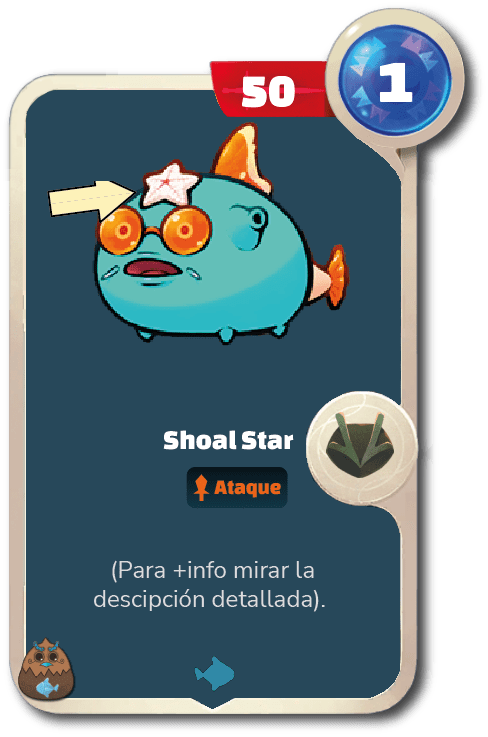 50
1
Shoal Star
Ataque
(Para +info mirar la
descipción detallada).